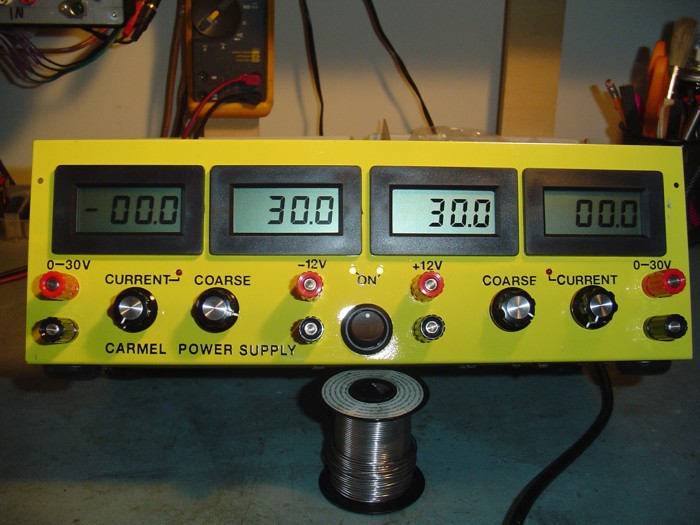 IN
- 00.0 30.0 30.0 00.0
0-30V -12V +12V 0-30V
CURRENT COARSE ON COARSE CURRENT
CARMEL POWER SUPPLY